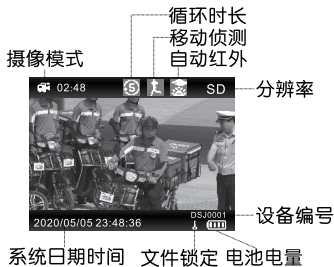 循环时长
移动侦测
自动红外
摄像模式
02:48
S
SD
分辨率
DSJ0001
设备编号
2020/05/05 23:48:36
系统日期时间
文件锁定
电池电量